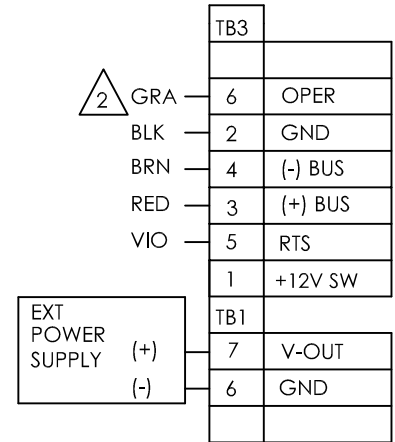 TB3
2 GRA 6 OPER
BLK 2 GND
BRN 4 (-) BUS
RED 3 (+) BUS
VIO 5 RTS
1 +12V SW
TB1
EXT
POWER
SUPPLY (+) 7 V-OUT
(-) 6 GND